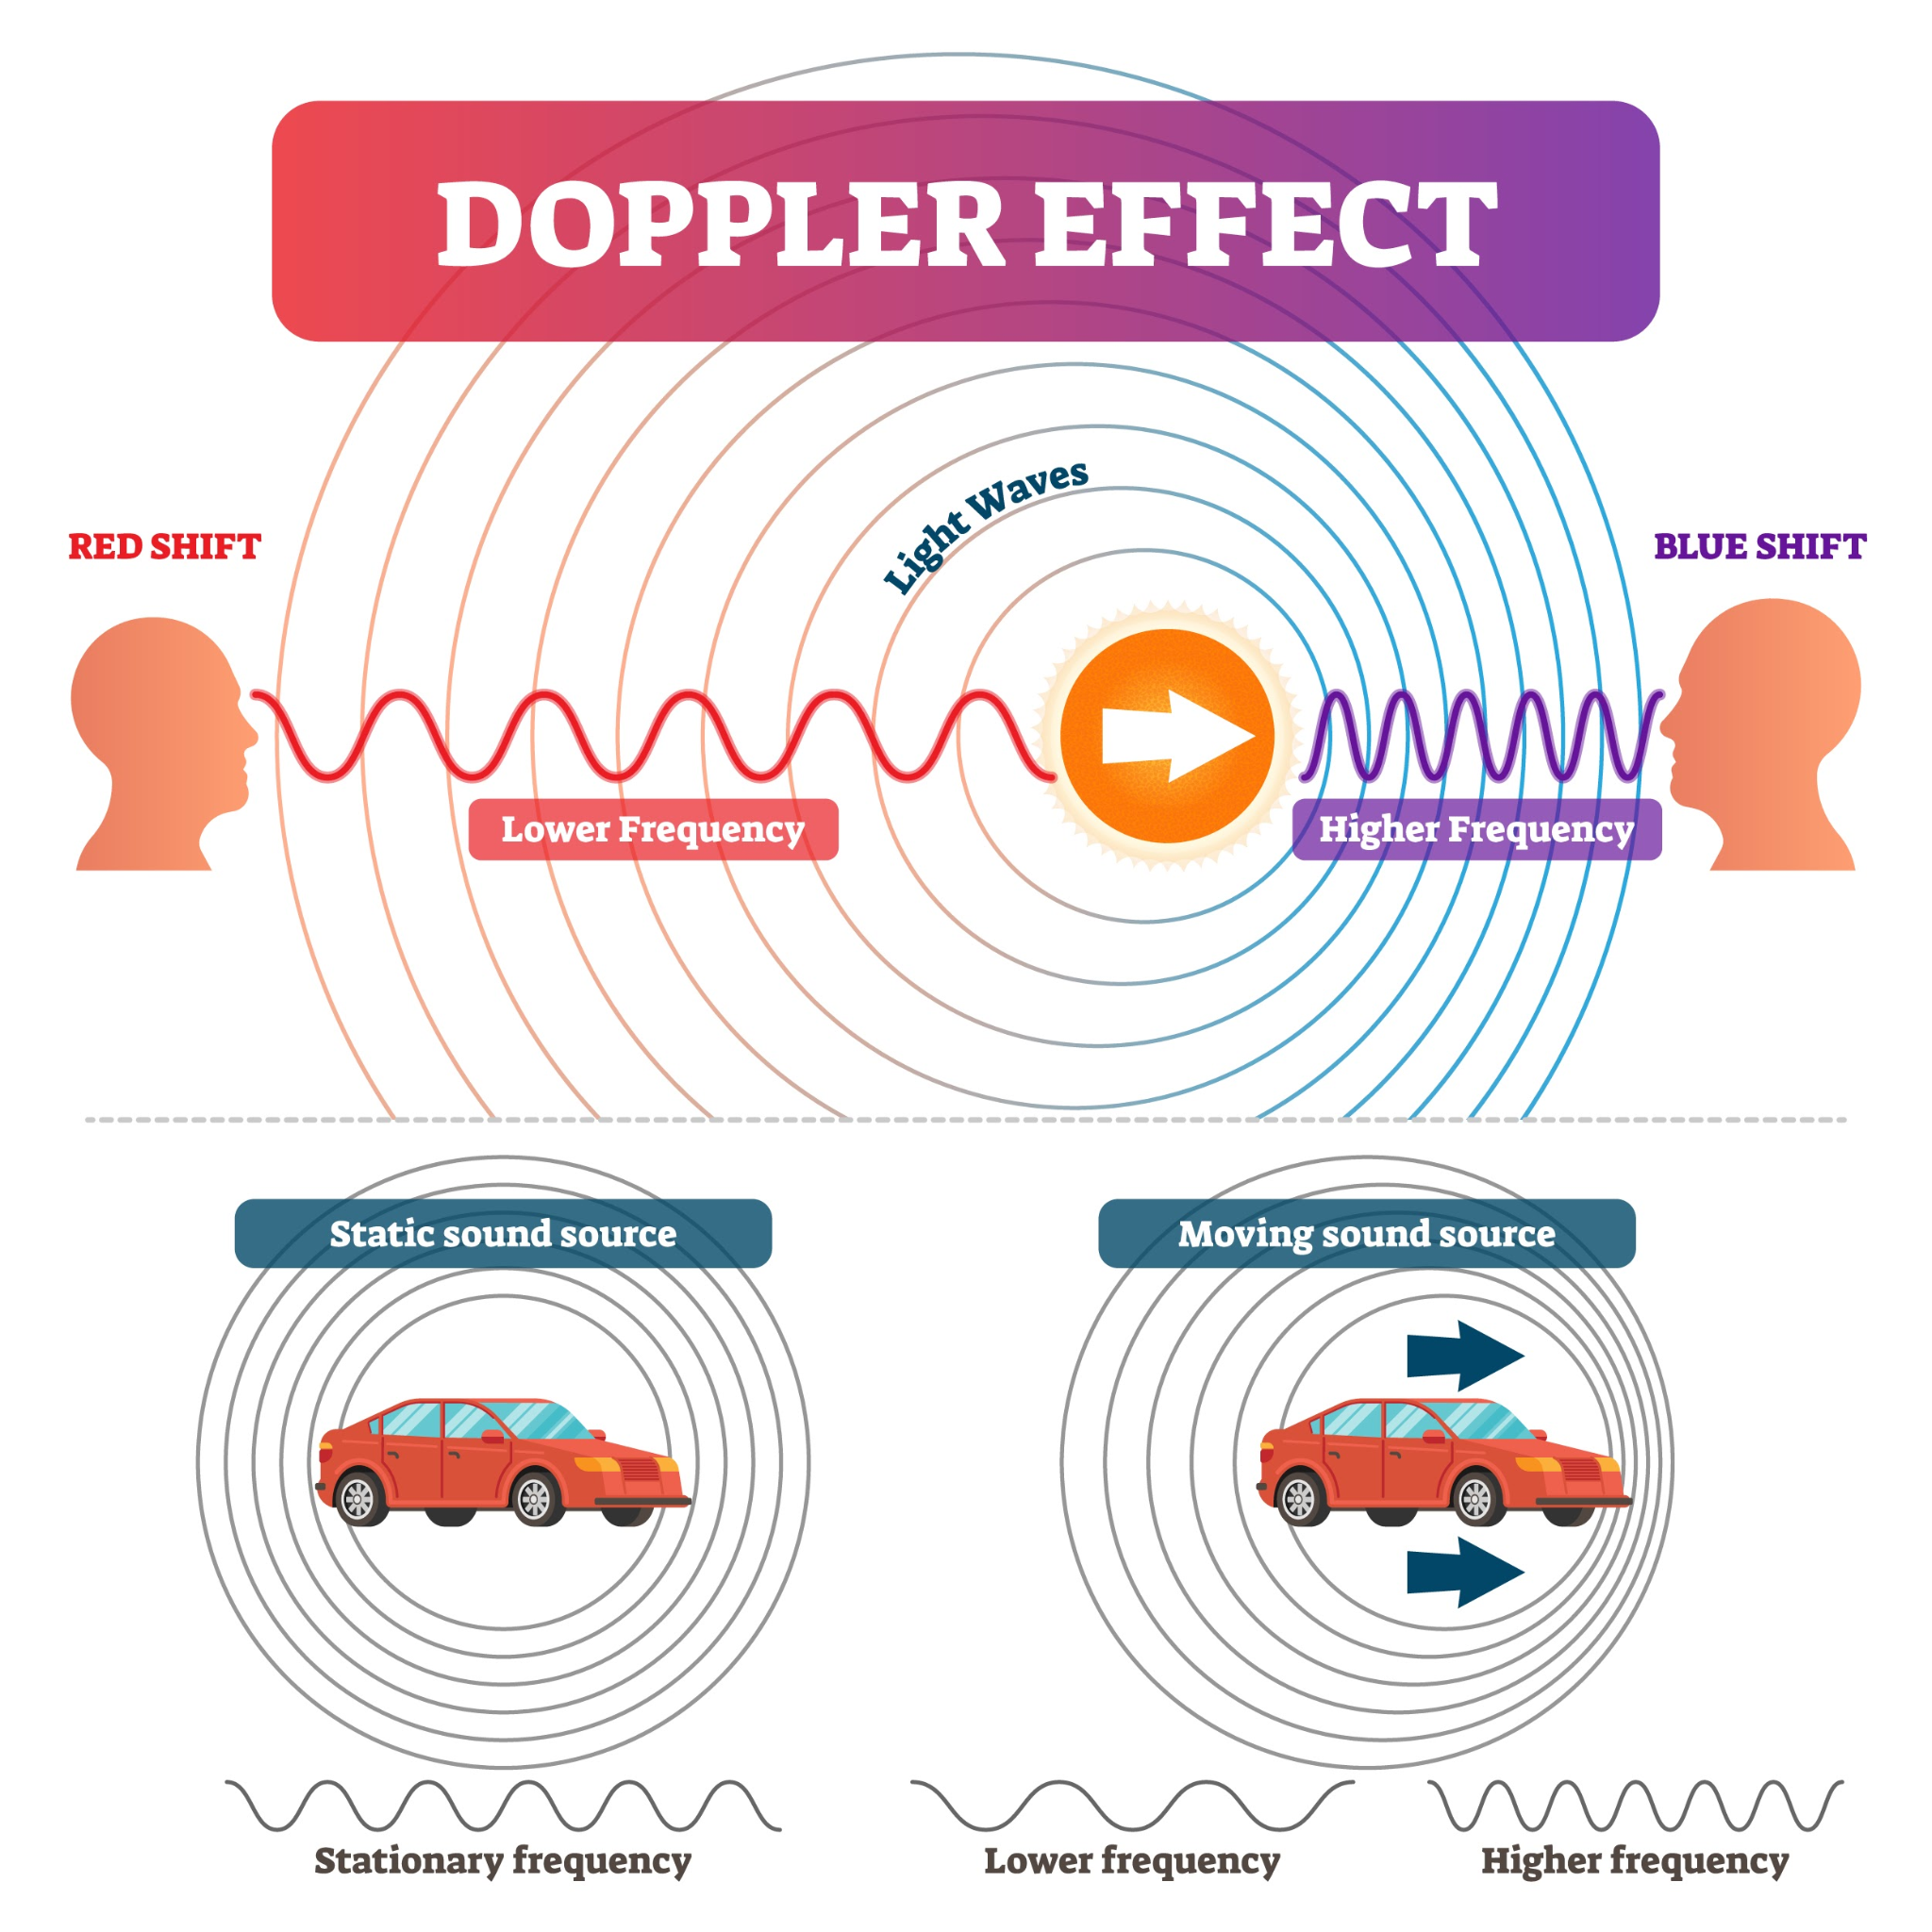 DOPPLER EFFECT
Light Waves
RED SHIFT
BLUE SHIFT
Lower Frequency
Higher Frequency
Static sound source
Moving sound source
Stationary frequency
Lower frequency
Higher frequency